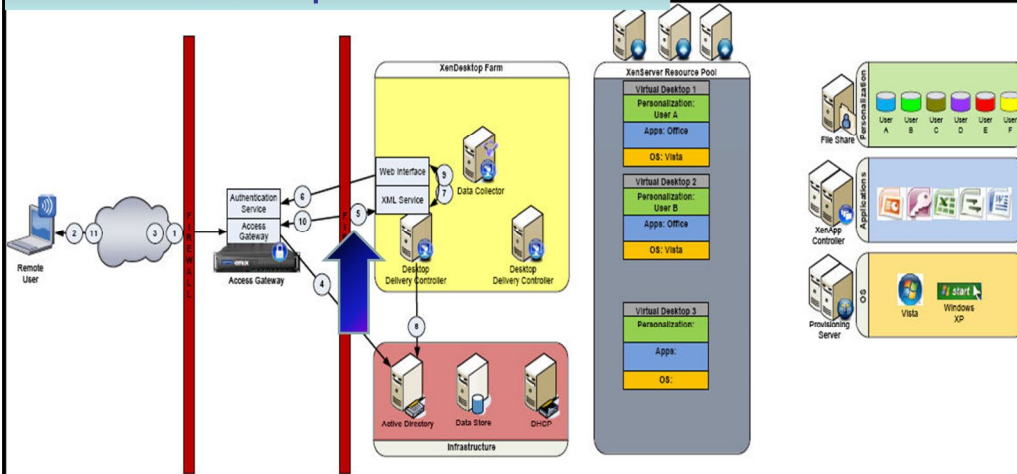 XenDesktop Farm
Web Interface
XML Service
Data Collector
Desktop
Delivery Controller
Desktop
Delivery Controller
9
7
6
10
5
Authentication
Service
Access
Gateway
Access Gateway
4
8
Remote
User
2
11
3
1
FIREWALL
FI
Active Directory
Data Store
DHCP
Infrastructure
XenServer Resource Pool
Virtual Desktop 1
Personalization:
User A
Apps: Office
OS: Vista
Virtual Desktop 2
Personalization:
User B
Apps: Office
OS: Vista
Virtual Desktop 3
Personalization:
Apps:
OS:
File Share
Personalization
User
A
User
B
User
C
User
D
User
E
User
F
XenApp
Controller
Applications
Provisioning
Server
OS
Vista
start
Windows
XP